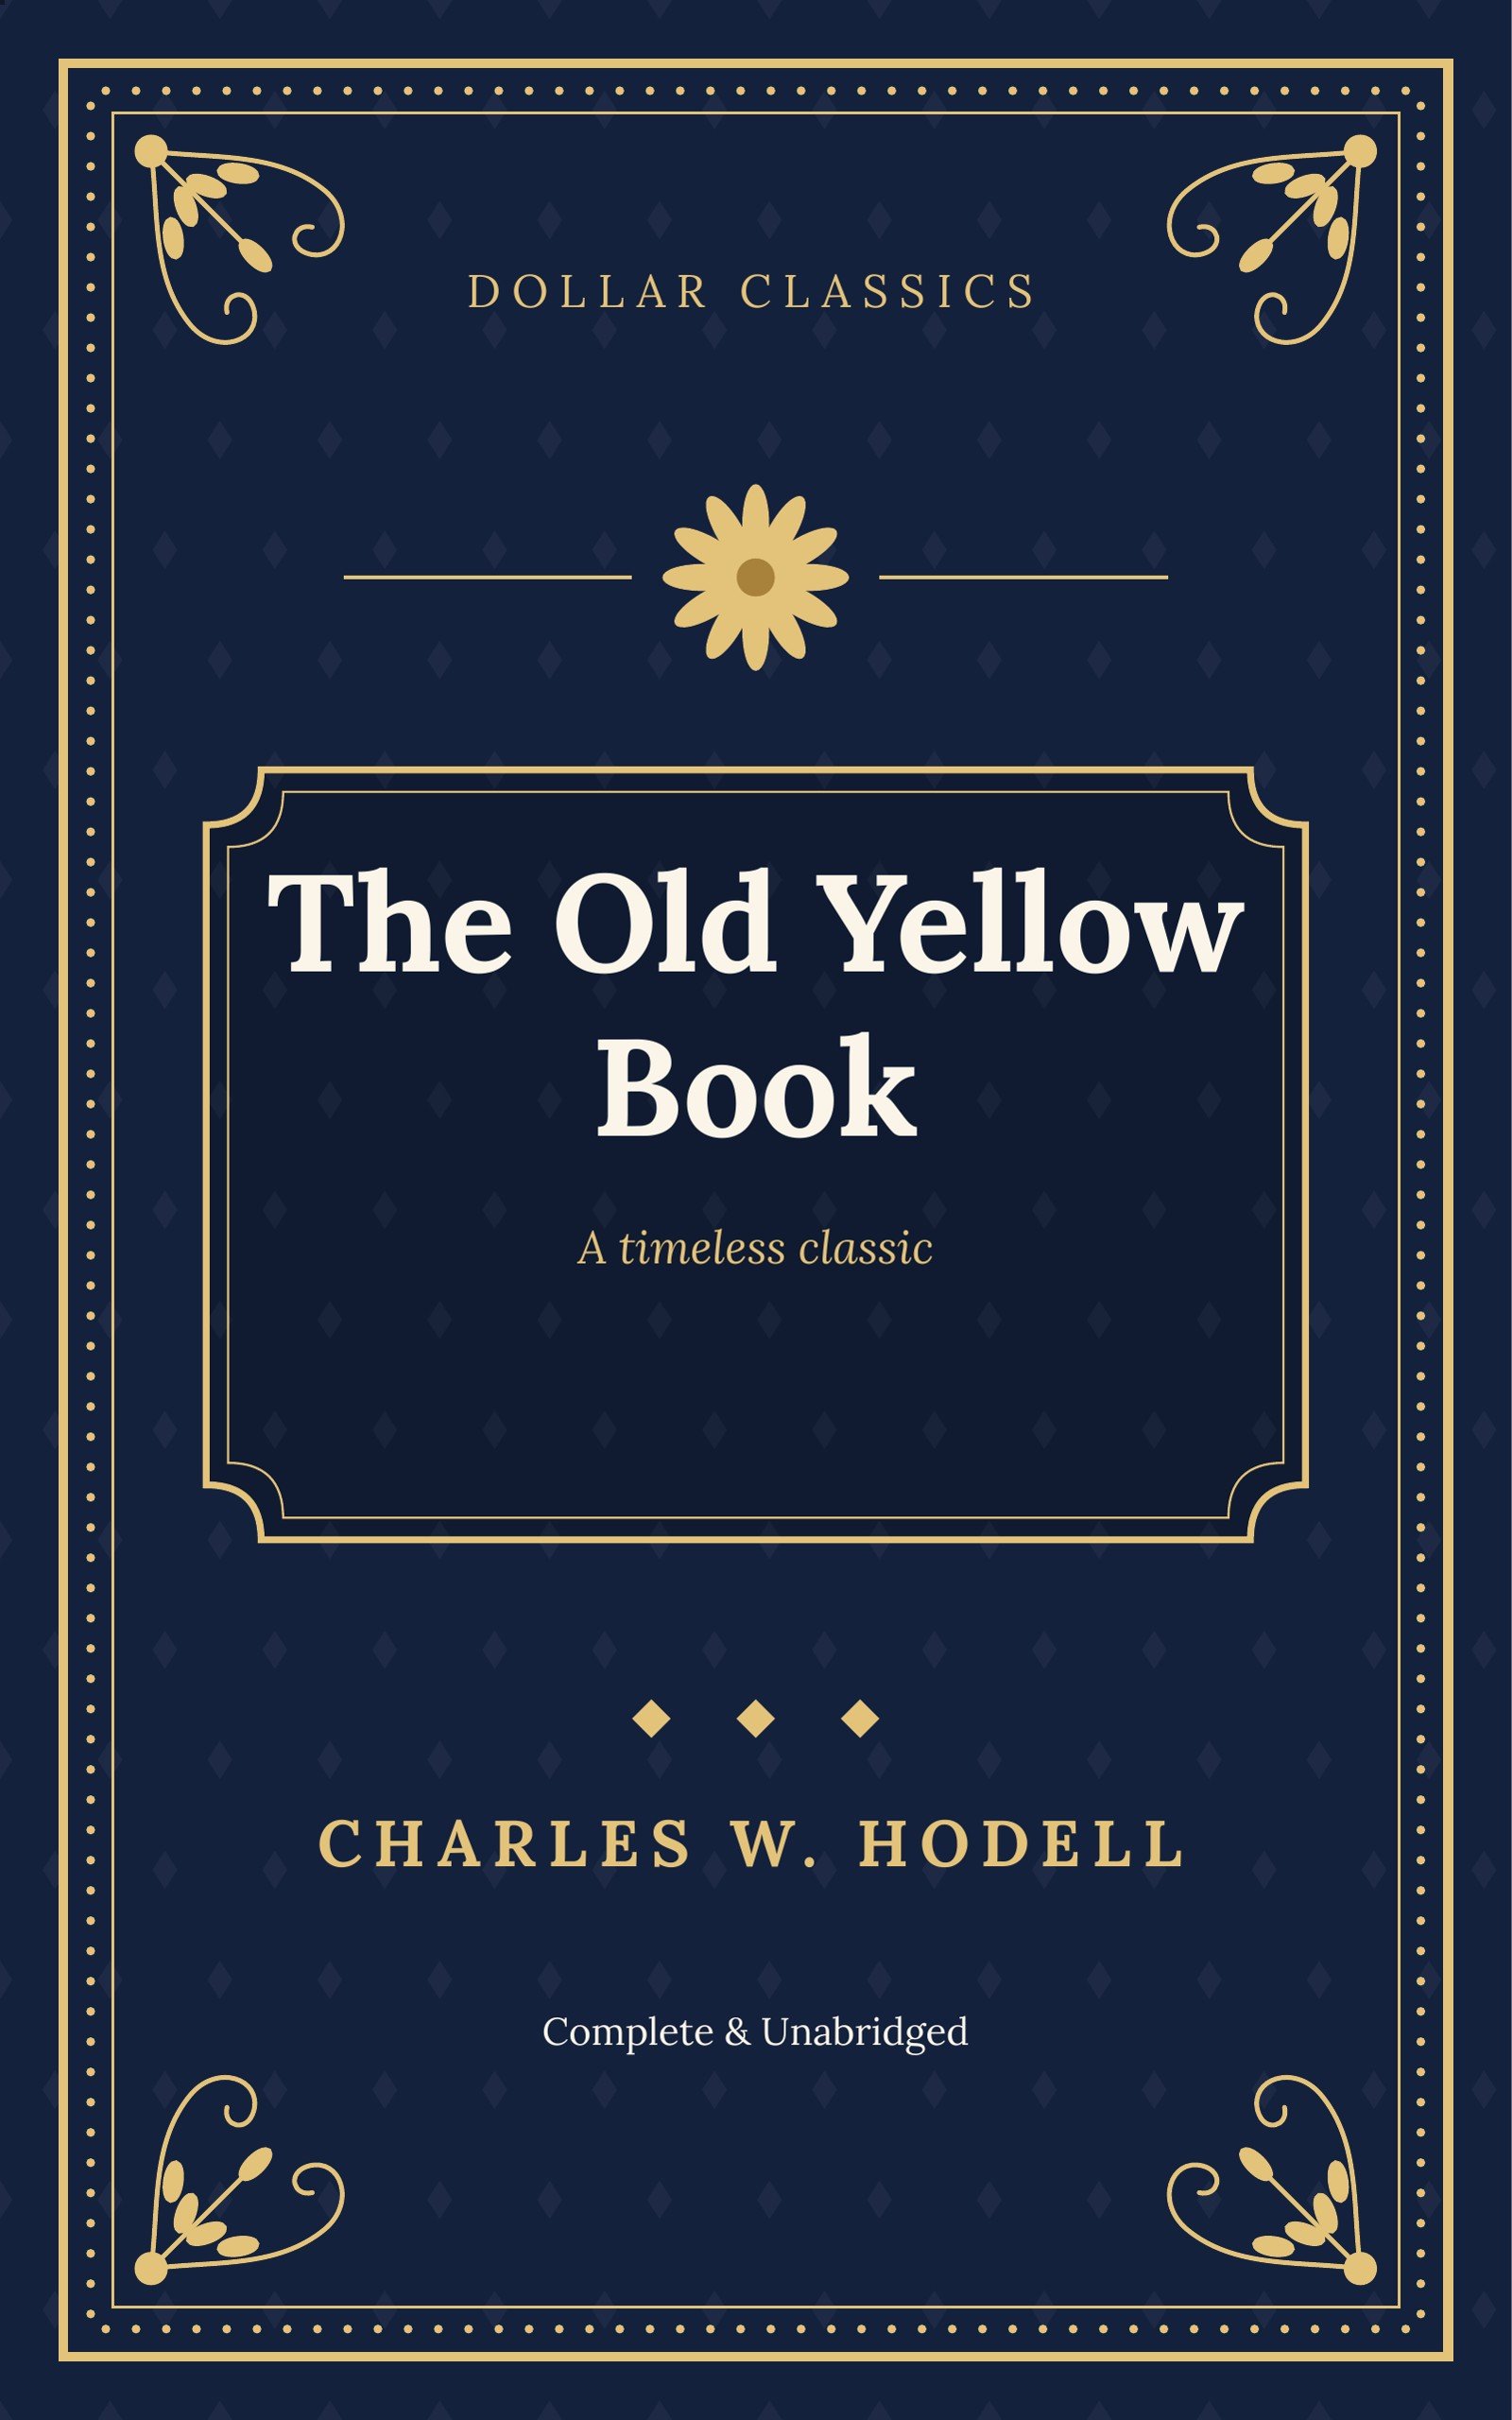 DOLLAR CLASSICS
The Old Yellow
Book
A timeless classic
CHARLES W. HODELL
Complete & Unabridged